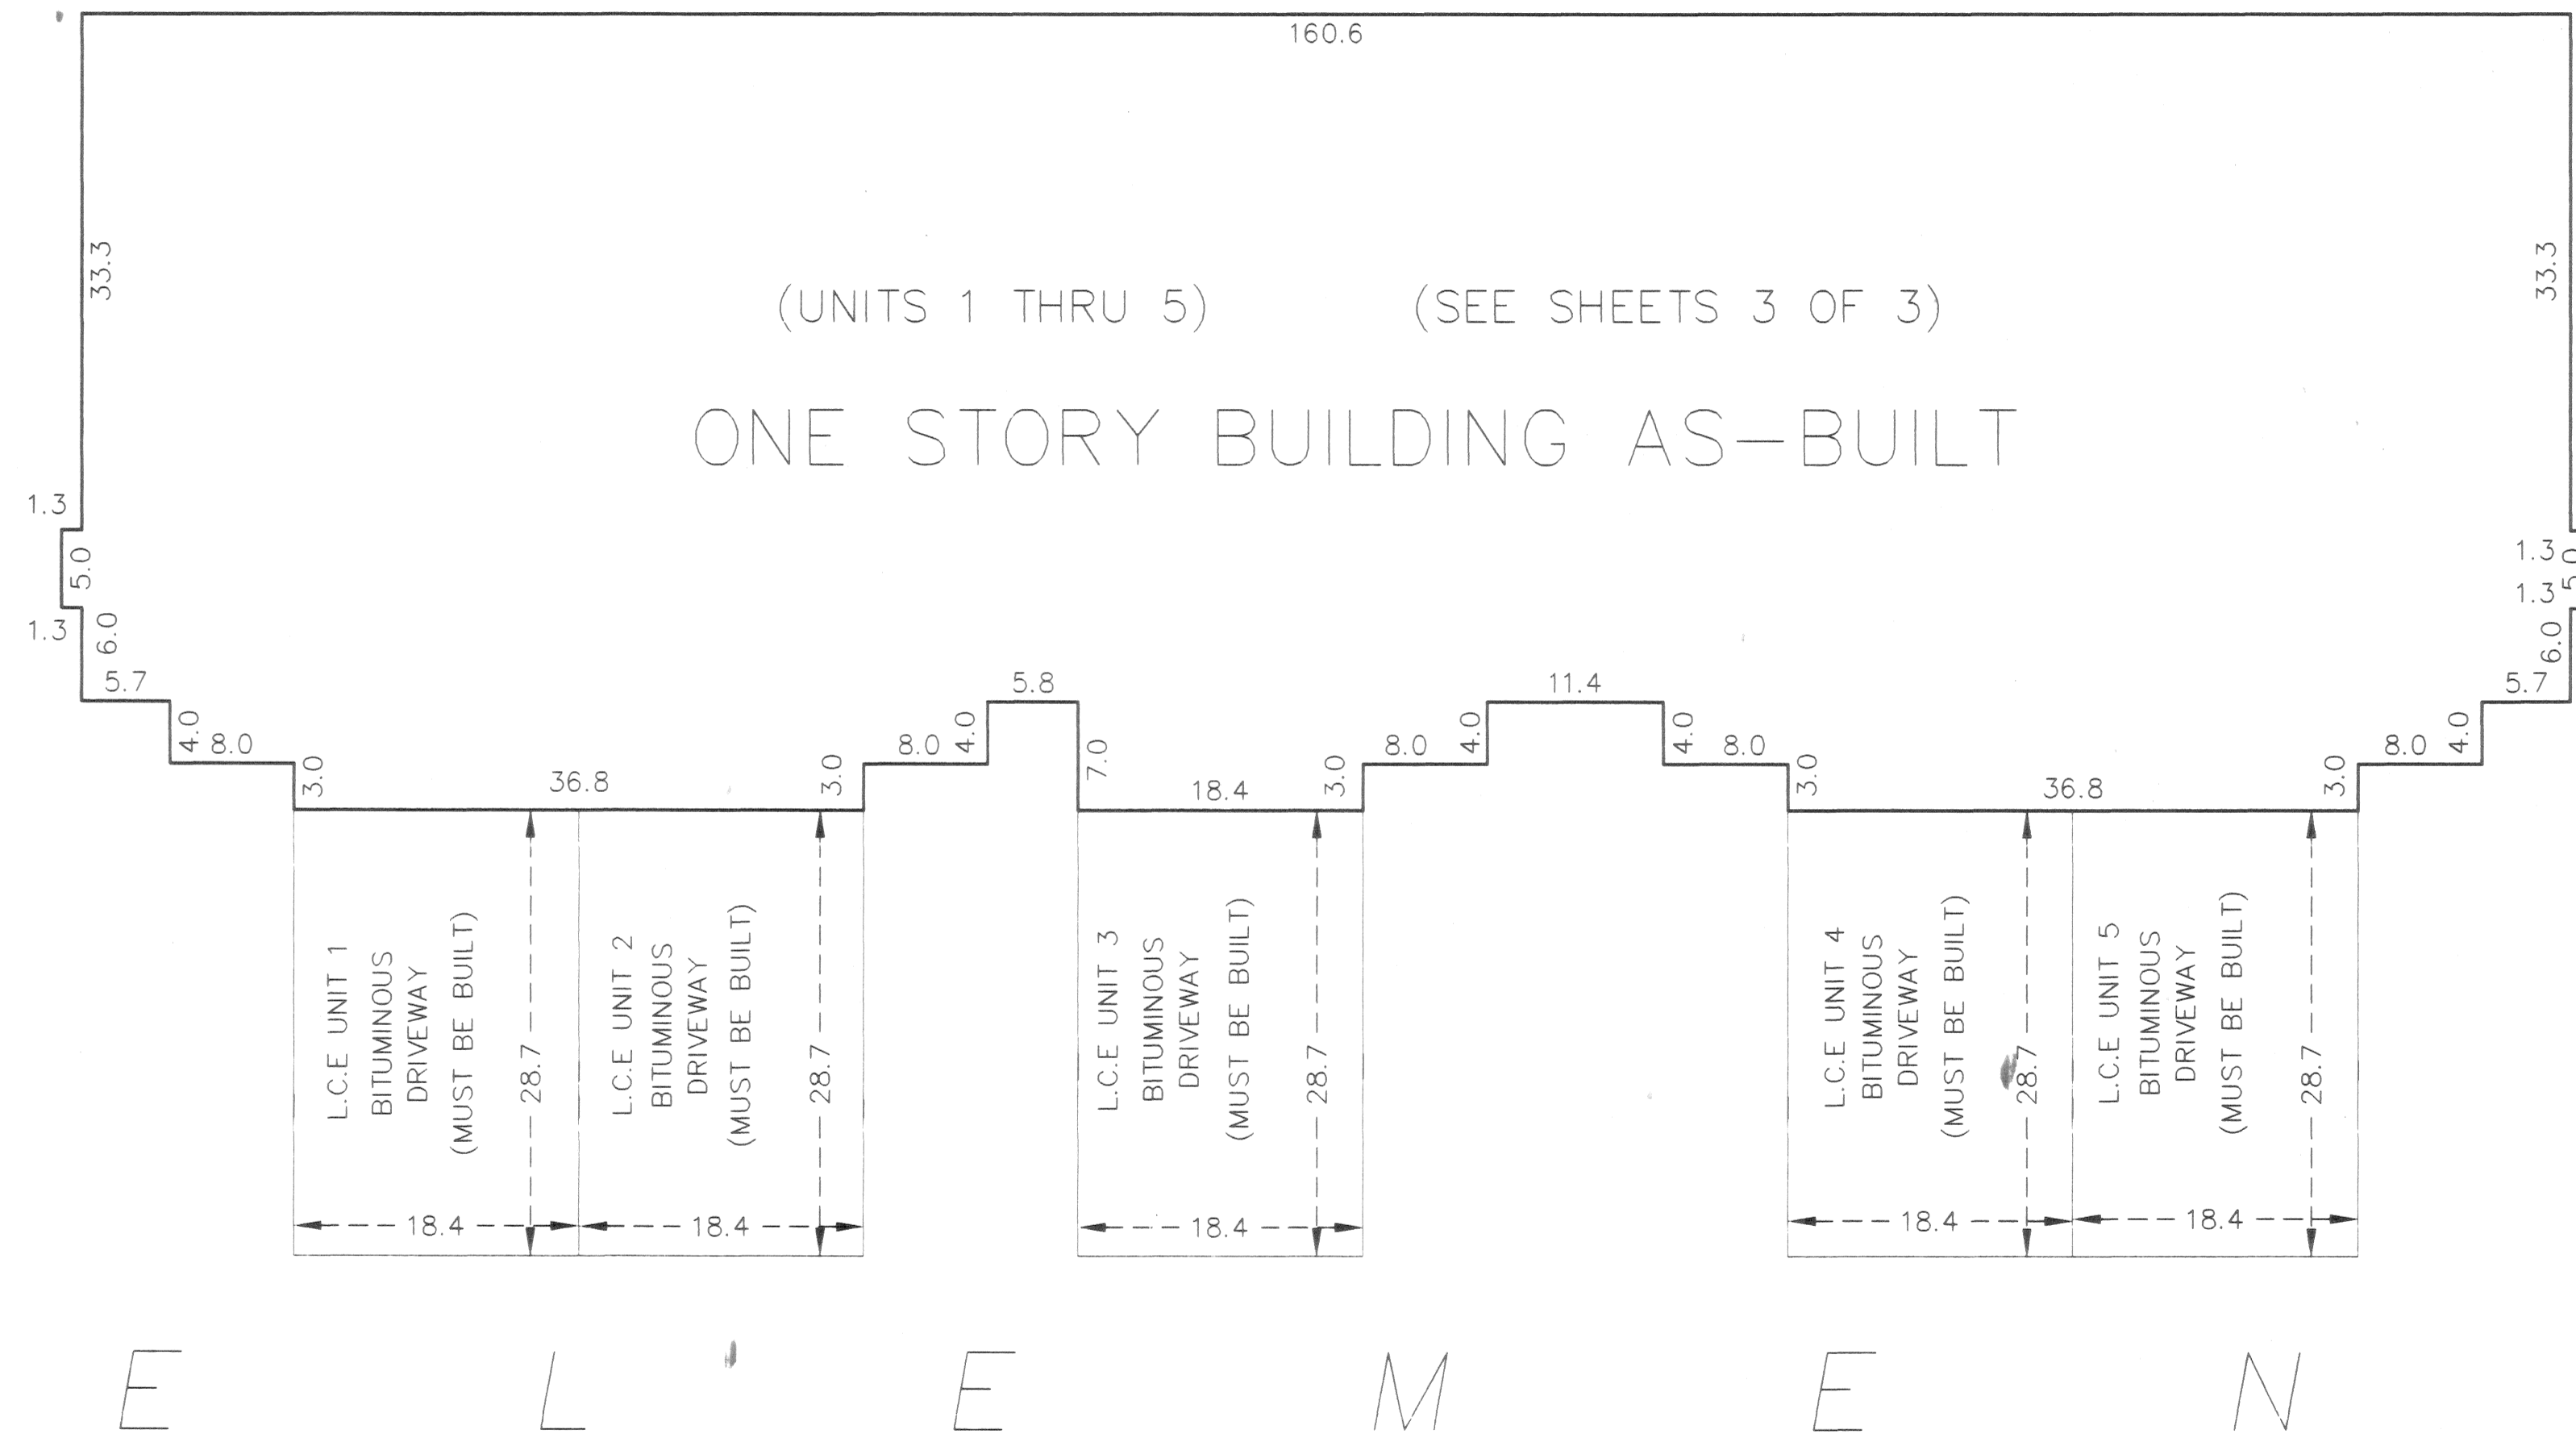 160.6
33.3
33.3
(UNITS 1 THRU 5) (SEE SHEETS 3 OF 3)
ONE STORY BUILDING AS-BUILT
1.3
5.0
1.3
6.0
5.7
1.3
5.0
1.3
6.0
5.7
4.0
8.0
3.0
36.8
3.0
8.0
4.0
5.8
7.0
18.4
3.0
8.0
4.0
11.4
4.0
8.0
3.0
36.8
3.0
8.0
4.0
L.C.E UNIT 1
BITUMINOUS
DRIVEWAY
(MUST BE BUILT)
28.7
18.4
L.C.E UNIT 2
BITUMINOUS
DRIVEWAY
(MUST BE BUILT)
28.7
18.4
L.C.E UNIT 3
BITUMINOUS
DRIVEWAY
(MUST BE BUILT)
28.7
18.4
L.C.E UNIT 4
BITUMINOUS
DRIVEWAY
(MUST BE BUILT)
28.7
18.4
L.C.E UNIT 5
BITUMINOUS
DRIVEWAY
(MUST BE BUILT)
28.7
18.4
E L E M E N